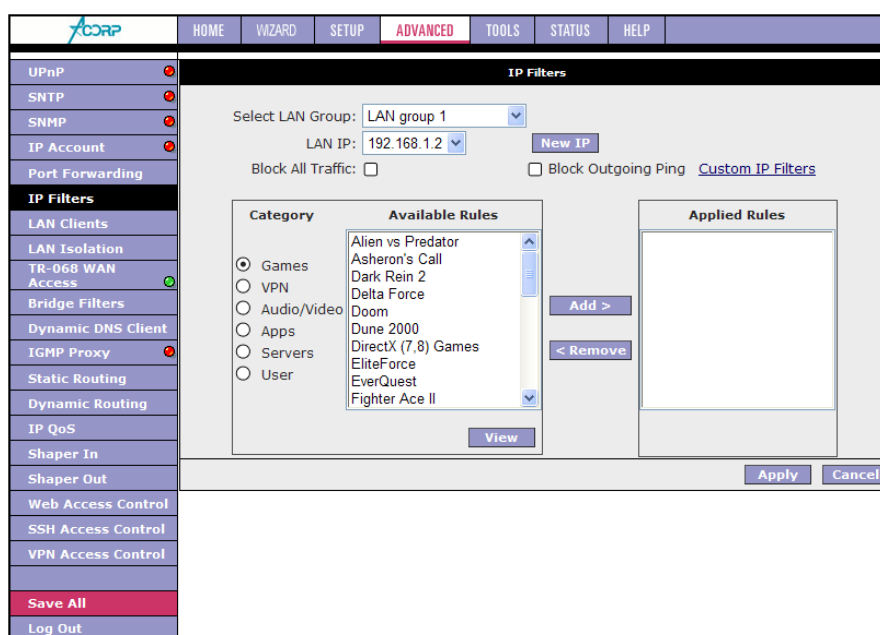 ACORP
HOME WIZARD SETUP ADVANCED TOOLS STATUS HELP
UPnP
SNTP
SNMP
IP Account
Port Forwarding
IP Filters
LAN Clients
LAN Isolation
TR-068 WAN
Access
Bridge Filters
Dynamic DNS Client
IGMP Proxy
Static Routing
Dynamic Routing
IP QoS
Shaper In
Shaper Out
Web Access Control
SSH Access Control
VPN Access Control
Save All
Log Out
IP Filters
Select LAN Group: LAN group 1
LAN IP: 192.168.1.2 New IP
Block All Traffic: Block Outgoing Ping Custom IP Filters
Category
Games
VPN
Audio/Video
Apps
Servers
User
Available Rules
Alien vs Predator
Asheron's Call
Dark Rein 2
Delta Force
Doom
Dune 2000
DirectX (7,8) Games
EliteForce
EverQuest
Fighter Ace II
View
Add >
< Remove
Applied Rules
Apply Cancel